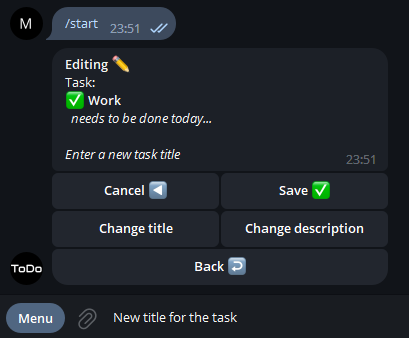 M
/start 23:51
Editing ✏️
Task:
✅ Work
needs to be done today...
Enter a new task title
23:51
Cancel ◀️
Save ✅
Change title
Change description
ToDo
Back ↩️
Menu
New title for the task